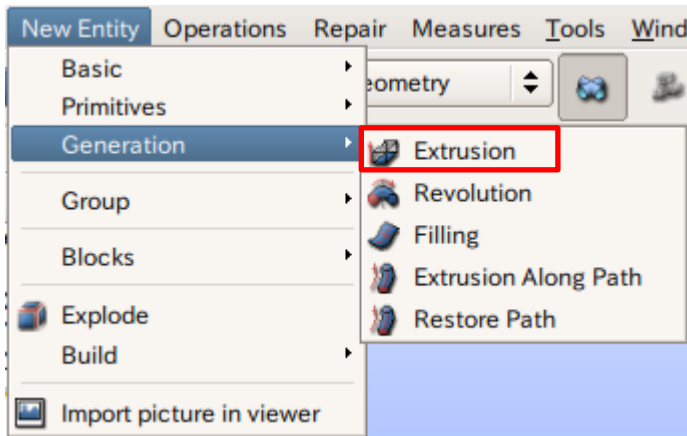 New Entity Operations Repair Measures Tools Wind
Basic
eometry
Primitives
Generation
Extrusion
Revolution
Group
Filling
Blocks
Extrusion Along Path
Explode
Restore Path
Build
Import picture in viewer